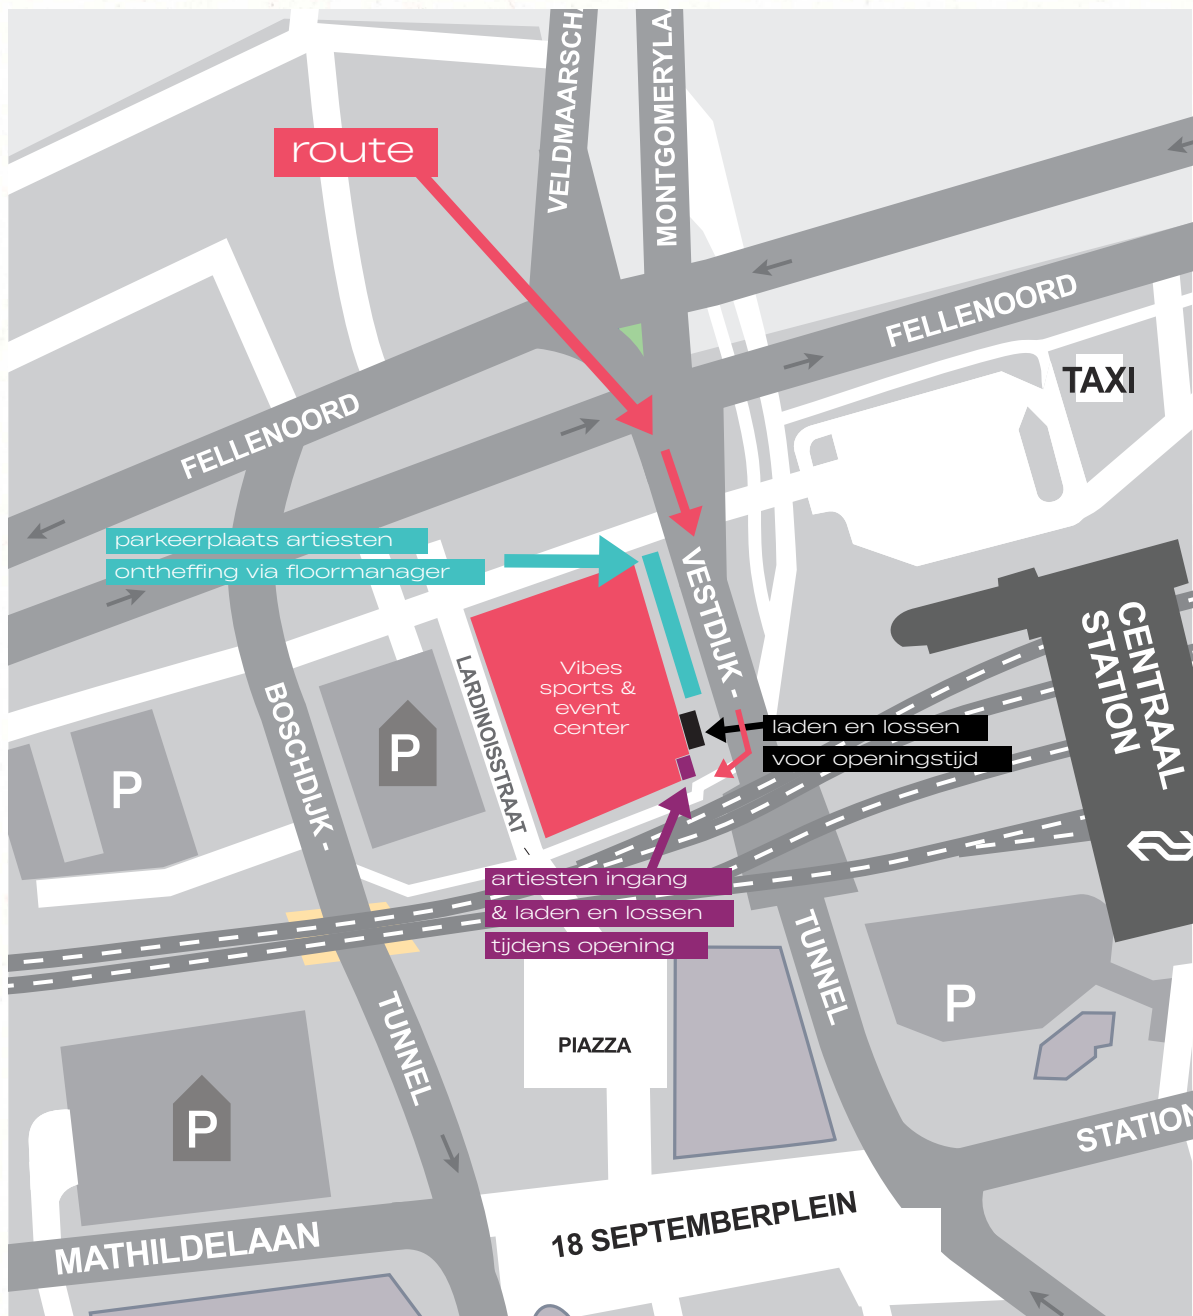 VELDMAARSCHA
MONTGOMERYLA
route
FELLENOORD
TAXI
FELLENOORD
parkeerplaats artiesten
ontheffing via floormanager
VESTDIJK -
CENTRAAL
STATION
LARDINOISSTRAAT -
Vibes
sports &
event
center
BOSCHDIJK -
P
P
laden en lossen
voor openingstijd
artiesten ingang
& laden en lossen
tijdens opening
TUNNEL
TUNNEL
P
PIAZZA
P
STATION
18 SEPTEMBERPLEIN
MATHILDELAAN